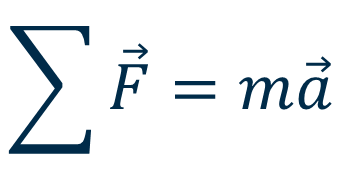 ∑ F⃗ = ma⃗